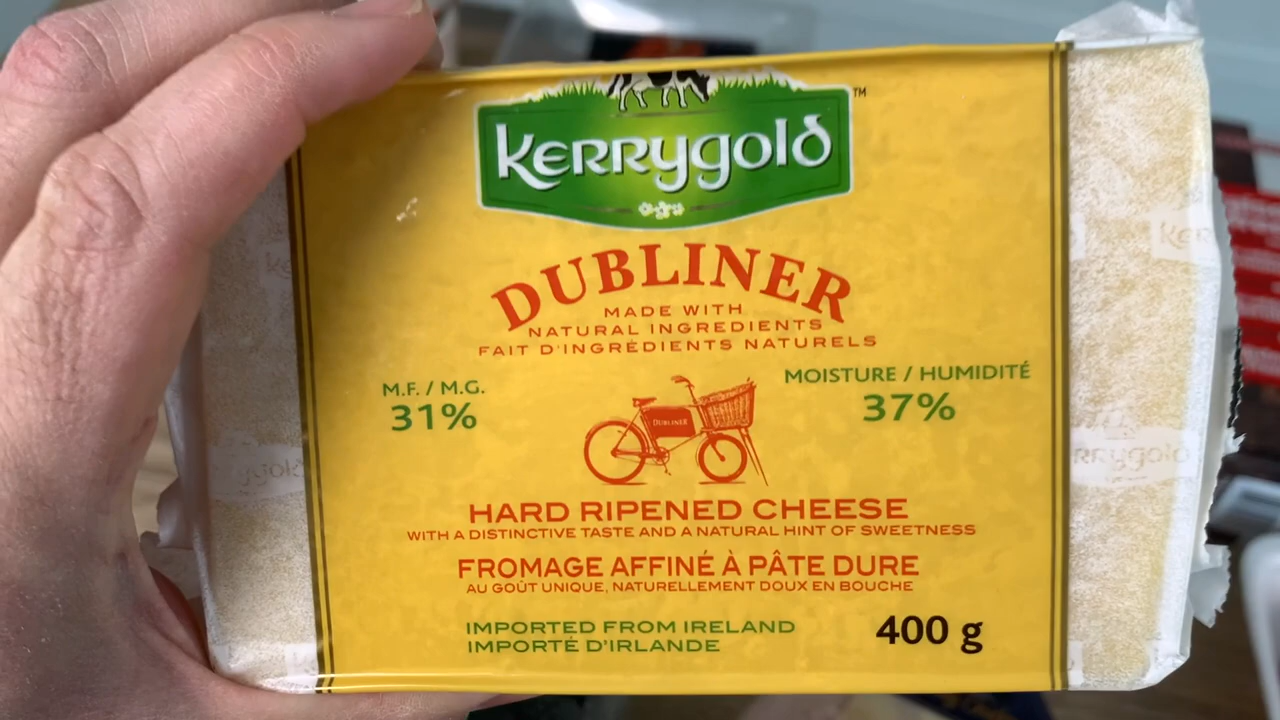 Kerrygold
TM
DUBLINER
MADE WITH
NATURAL INGREDIENTS
FAIT D'INGRÉDIENTS NATURELS
M.F. / M.G.
31%
MOISTURE / HUMIDITÉ
37%
DUBLINER
HARD RIPENED CHEESE
WITH A DISTINCTIVE TASTE AND A NATURAL HINT OF SWEETNESS
FROMAGE AFFINÉ À PÂTE DURE
AU GOÛT UNIQUE, NATURELLEMENT DOUX EN BOUCHE
IMPORTED FROM IRELAND
IMPORTÉ D'IRLANDE
400 g